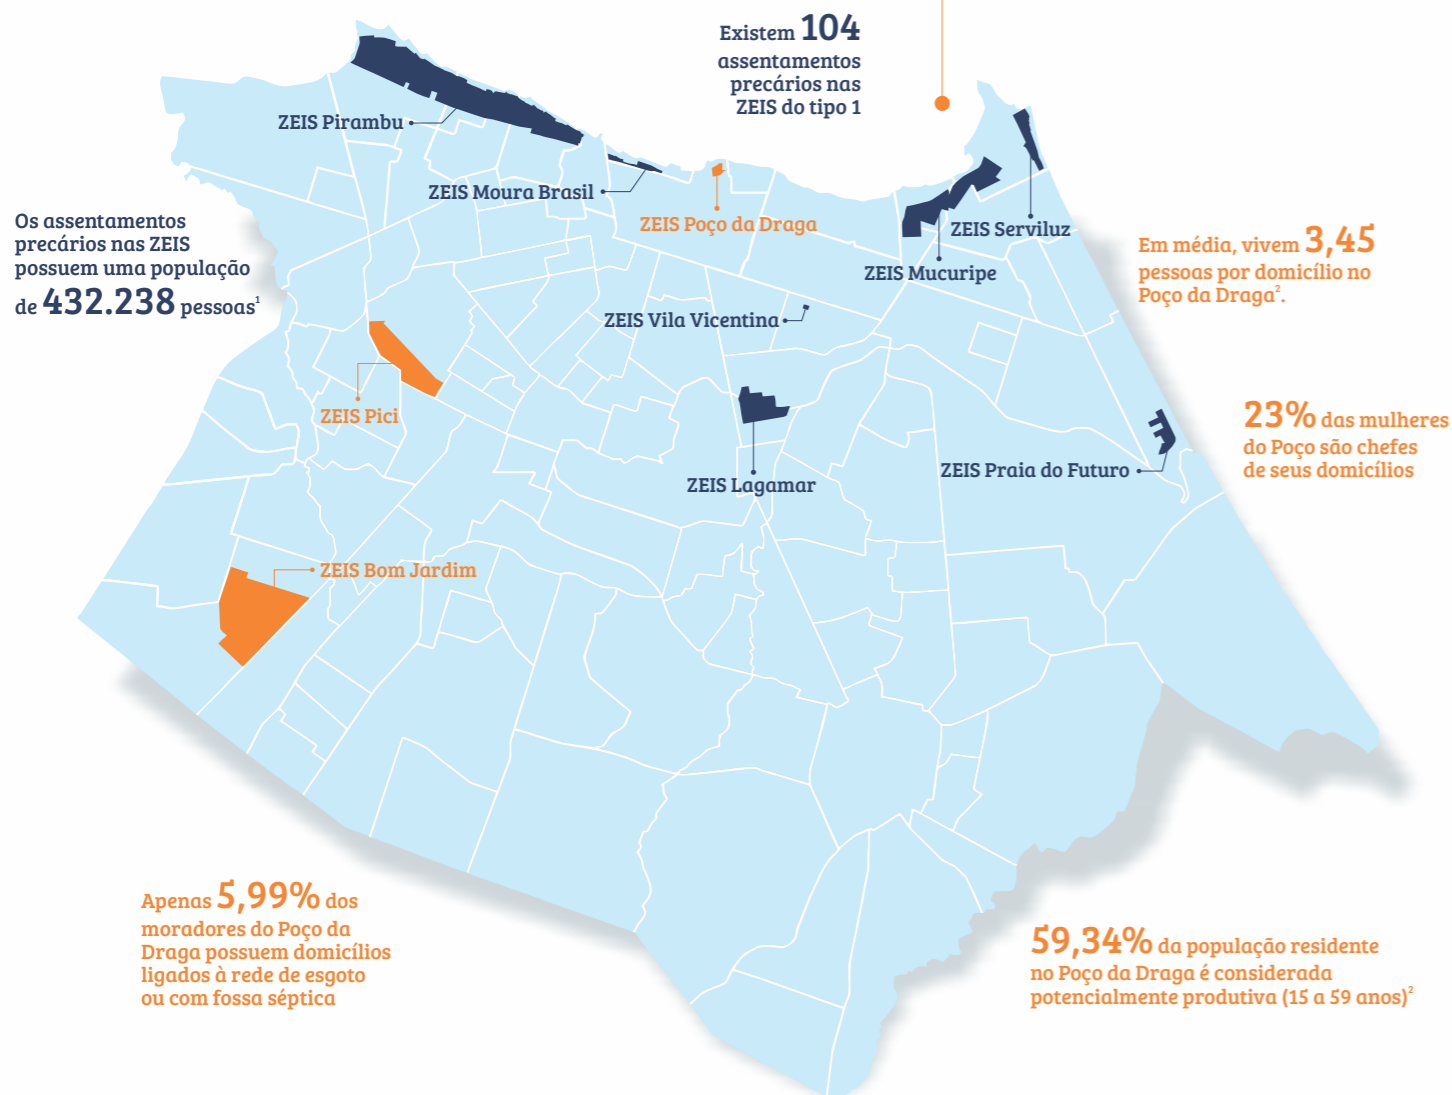 Existem 104
assentamentos
precários nas
ZEIS do tipo 1
ZEIS Pirambu
ZEIS Moura Brasil
ZEIS Poço da Draga
ZEIS Serviluz
ZEIS Mucuripe
Os assentamentos
precários nas ZEIS
possuem uma população
de 432.238 pessoas¹
Em média, vivem 3,45
pessoas por domicílio no
Poço da Draga².
ZEIS Vila Vicentina
ZEIS Pici
23% das mulheres
do Poço são chefes
de seus domicílios
ZEIS Lagamar
ZEIS Praia do Futuro
ZEIS Bom Jardim
Apenas 5,99% dos
moradores do Poço da
Draga possuem domicílios
ligados à rede de esgoto
ou com fossa séptica
59,34% da população residente
no Poço da Draga é considerada
potencialmente produtiva (15 a 59 anos)²